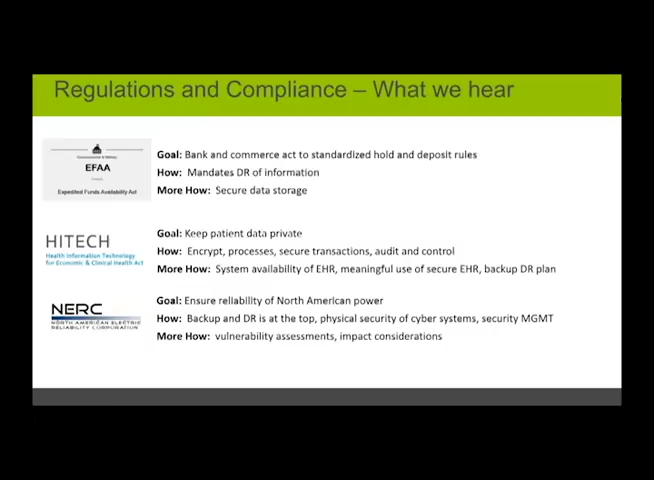 Regulations and Compliance – What we hear
EFAA
Expedited Funds Availability Act
Goal: Bank and commerce act to standardized hold and deposit rules
How: Mandates DR of information
More How: Secure data storage
HITECH
Health Information Technology
for Economic & Clinical Health Act
Goal: Keep patient data private
How: Encrypt, processes, secure transactions, audit and control
More How: System availability of EHR, meaningful use of secure EHR, backup DR plan
NERC
NORTH AMERICAN ELECTRIC
RELIABILITY CORPORATION
Goal: Ensure reliability of North American power
How: Backup and DR is at the top, physical security of cyber systems, security MGMT
More How: vulnerability assessments, impact considerations